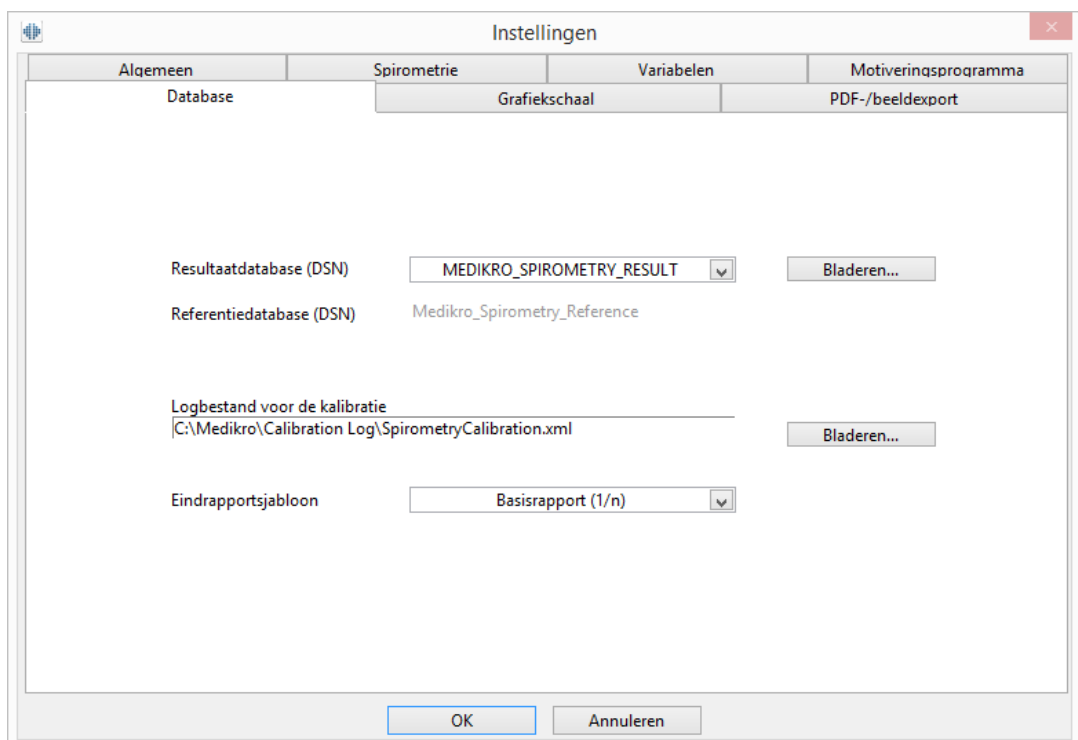 Instellingen
Algemeen Spirometrie Variabelen Motiveringsprogramma
Database Grafiekschaal PDF-/beeldexport
Resultaatdatabase (DSN) MEDIKRO_SPIROMETRY_RESULT Bladeren...
Referentiedatabase (DSN) Medikro_Spirometry_Reference
Logbestand voor de kalibratie
C:\Medikro\Calibration Log\SpirometryCalibration.xml Bladeren...
Eindrapportsjabloon Basisrapport (1/n)
OK Annuleren